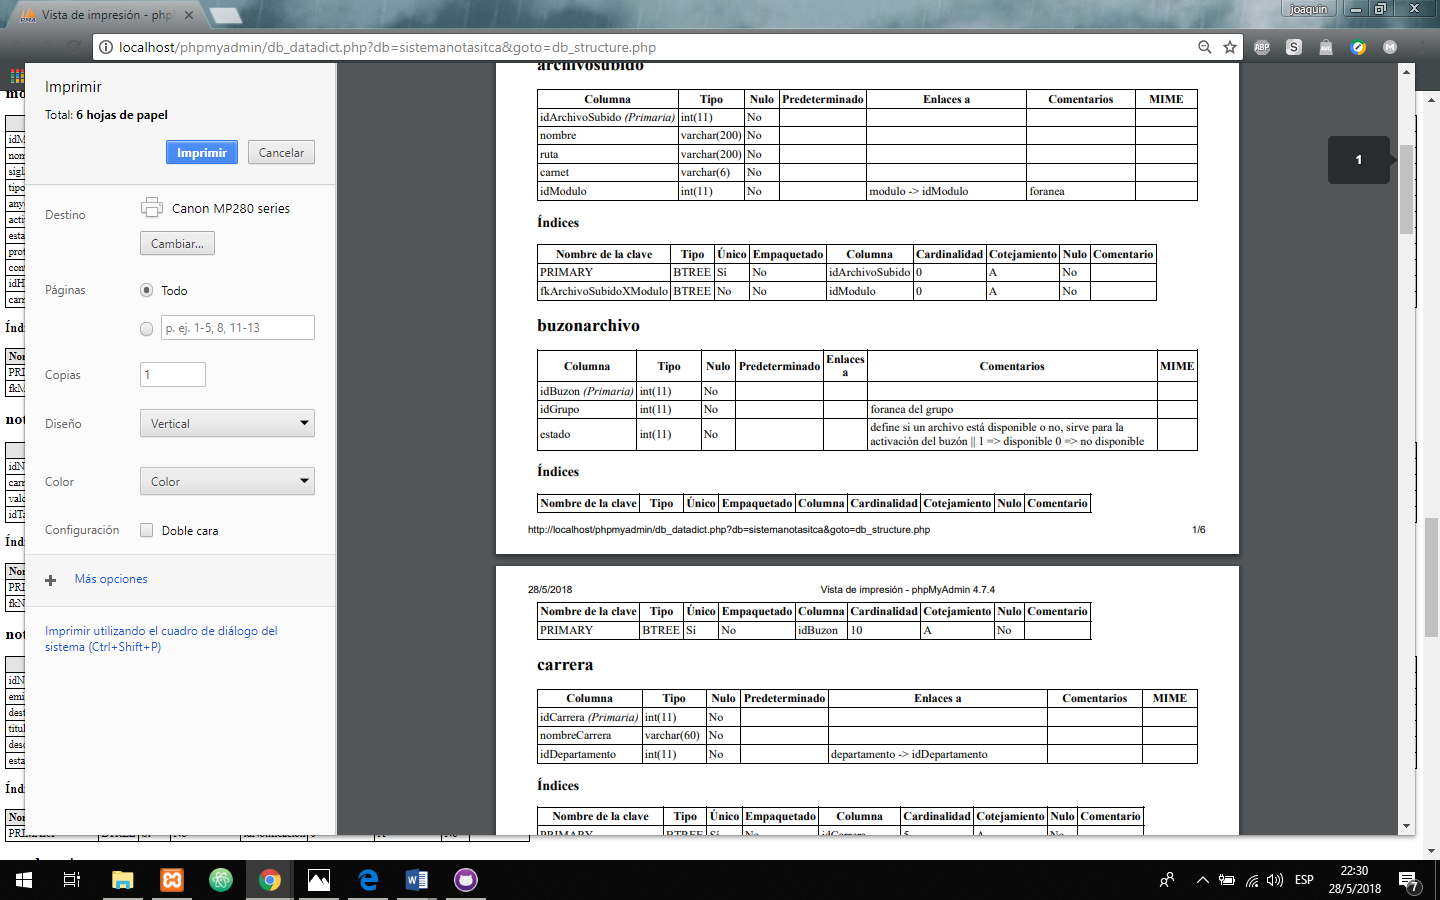 Vista de impresión - php
joaquin
localhost/phpmyadmin/db_datadict.php?db=sistemanotasitca&goto=db_structure.php
Imprimir
Total: 6 hojas de papel
Imprimir Cancelar
Destino Canon MP280 series
Cambiar...
Páginas Todo
p. ej. 1-5, 8, 11-13
Copias 1
Diseño Vertical
Color Color
Configuración Doble cara
Más opciones
Imprimir utilizando el cuadro de diálogo del
sistema (Ctrl+Shift+P)
archivosubido
Columna Tipo Nulo Predeterminado Enlaces a Comentarios MIME
idArchivoSubido (Primaria) int(11) No
nombre varchar(200) No
ruta varchar(200) No
carnet varchar(6) No
idModulo int(11) No modulo -> idModulo foranea
Índices
Nombre de la clave Tipo Único Empaquetado Columna Cardinalidad Cotejamiento Nulo Comentario
PRIMARY BTREE Sí No idArchivoSubido 0 A No
fkArchivoSubidoXModulo BTREE No No idModulo 0 A No
buzonarchivo
Columna Tipo Nulo Predeterminado Enlaces a Comentarios MIME
idBuzon (Primaria) int(11) No
idGrupo int(11) No foranea del grupo
estado int(11) No define si un archivo está disponible o no, sirve para la
activación del buzón || 1 => disponible 0 => no disponible
Índices
Nombre de la clave Tipo Único Empaquetado Columna Cardinalidad Cotejamiento Nulo Comentario
http://localhost/phpmyadmin/db_datadict.php?db=sistemanotasitca&goto=db_structure.php 1/6
28/5/2018 Vista de impresión - phpMyAdmin 4.7.4
Nombre de la clave Tipo Único Empaquetado Columna Cardinalidad Cotejamiento Nulo Comentario
PRIMARY BTREE Sí No idBuzon 10 A No
carrera
Columna Tipo Nulo Predeterminado Enlaces a Comentarios MIME
idCarrera (Primaria) int(11) No
nombreCarrera varchar(60) No
idDepartamento int(11) No departamento -> idDepartamento
Índices
Nombre de la clave Tipo Único Empaquetado Columna Cardinalidad Cotejamiento Nulo Comentario
PRIMARY BTREE Sí No idCarrera 5 A No
1
ESP
22:30
28/5/2018
7